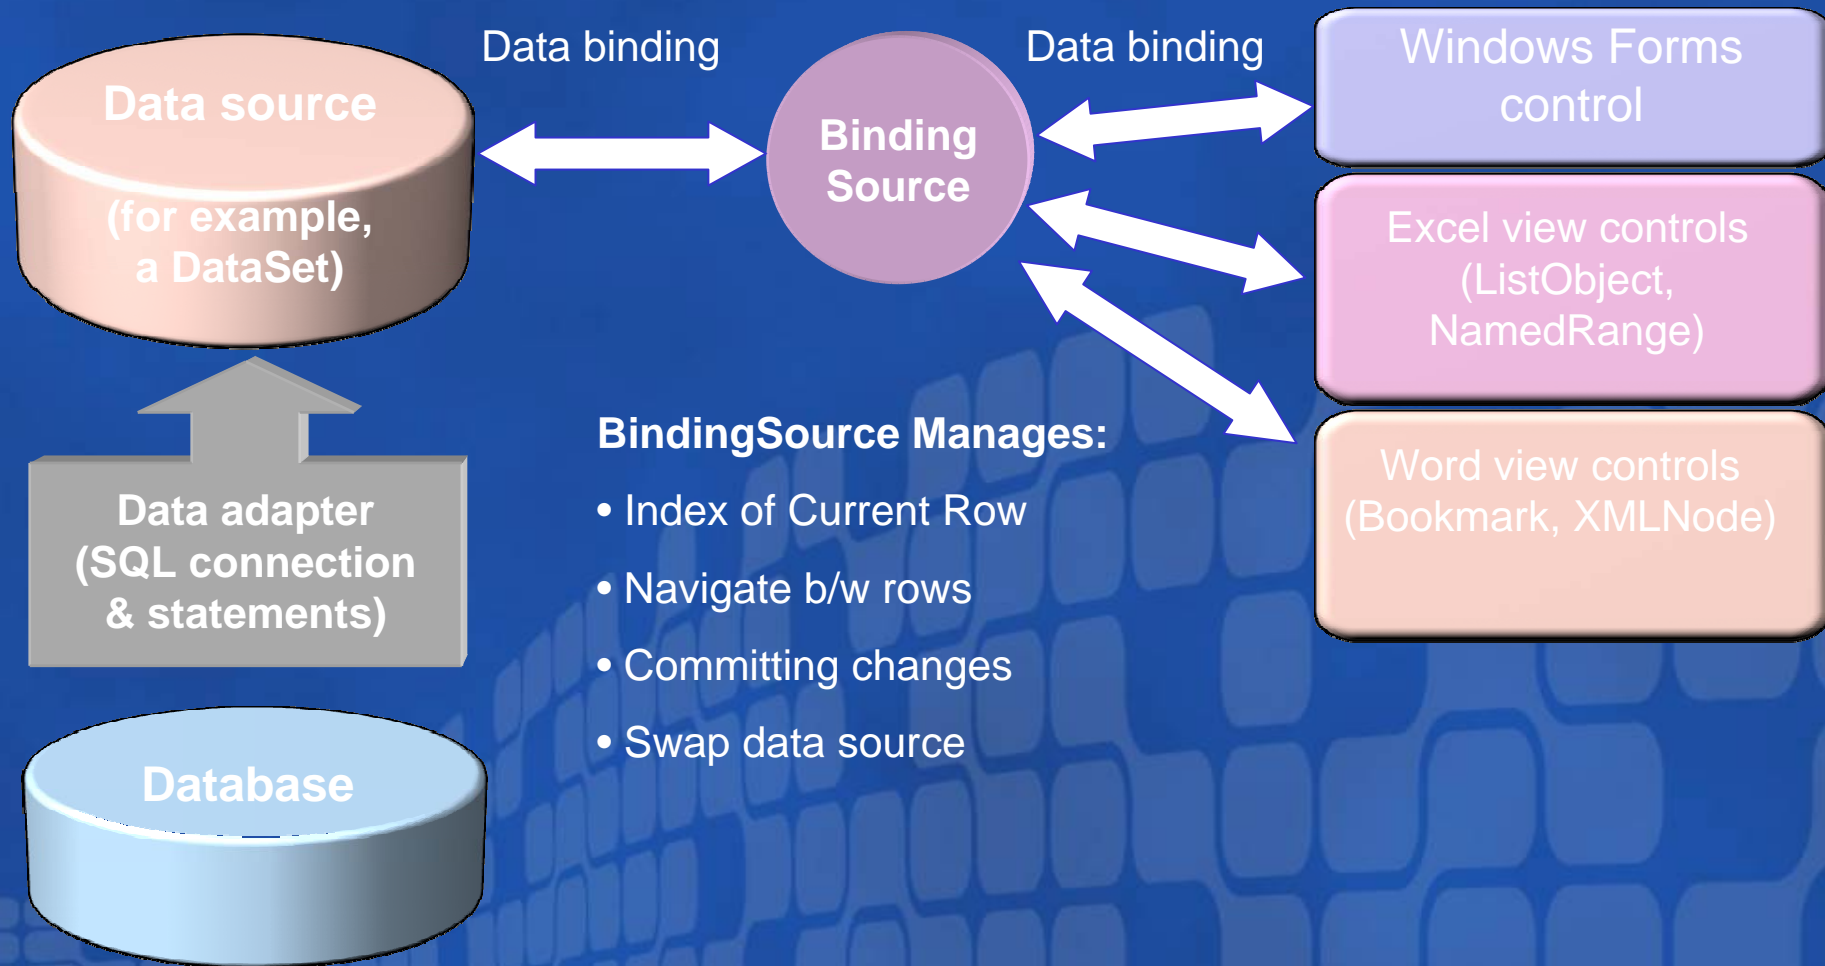 Data source
(for example,
a DataSet)
Data adapter
(SQL connection
& statements)
Database
Data binding
Binding
Source
Data binding
Windows Forms
control
Excel view controls
(ListObject,
NamedRange)
Word view controls
(Bookmark, XMLNode)
BindingSource Manages:
• Index of Current Row
• Navigate b/w rows
• Committing changes
• Swap data source